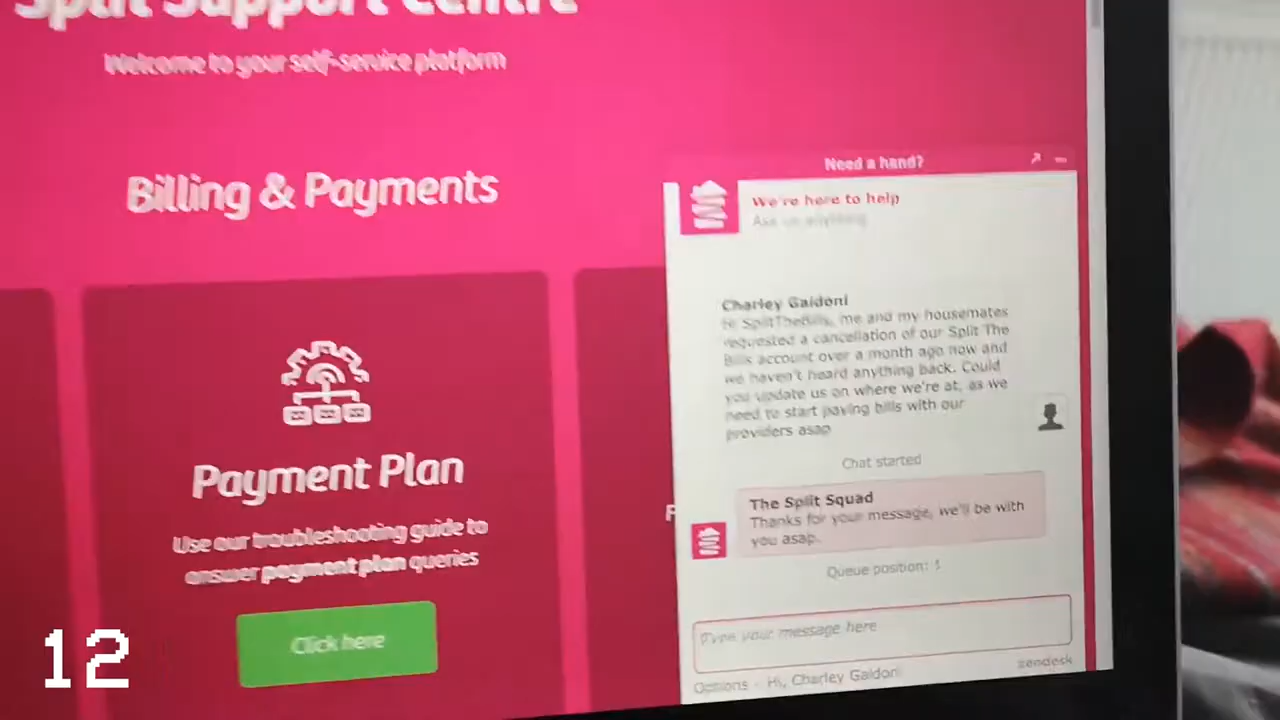 Split Support Centre
Welcome to your self-service platform
Billing & Payments
Payment Plan
Use our troubleshooting guide to
answer payment plan queries
Click here
Need a hand?
We're here to help
Ask us anything
Charley Galdoni
Hi SplitTheBills, me and my housemates
requested a cancellation of our Split The
Bills account over a month ago now and
we haven't heard anything back. Could
you update us on where we're at, as we
need to start paying bills with our
providers asap
Chat started
The Split Squad
Thanks for your message, we'll be with
you asap.
Queue position: 1
Type your message here
Options - Hi, Charley Galdoni
zendesk
12